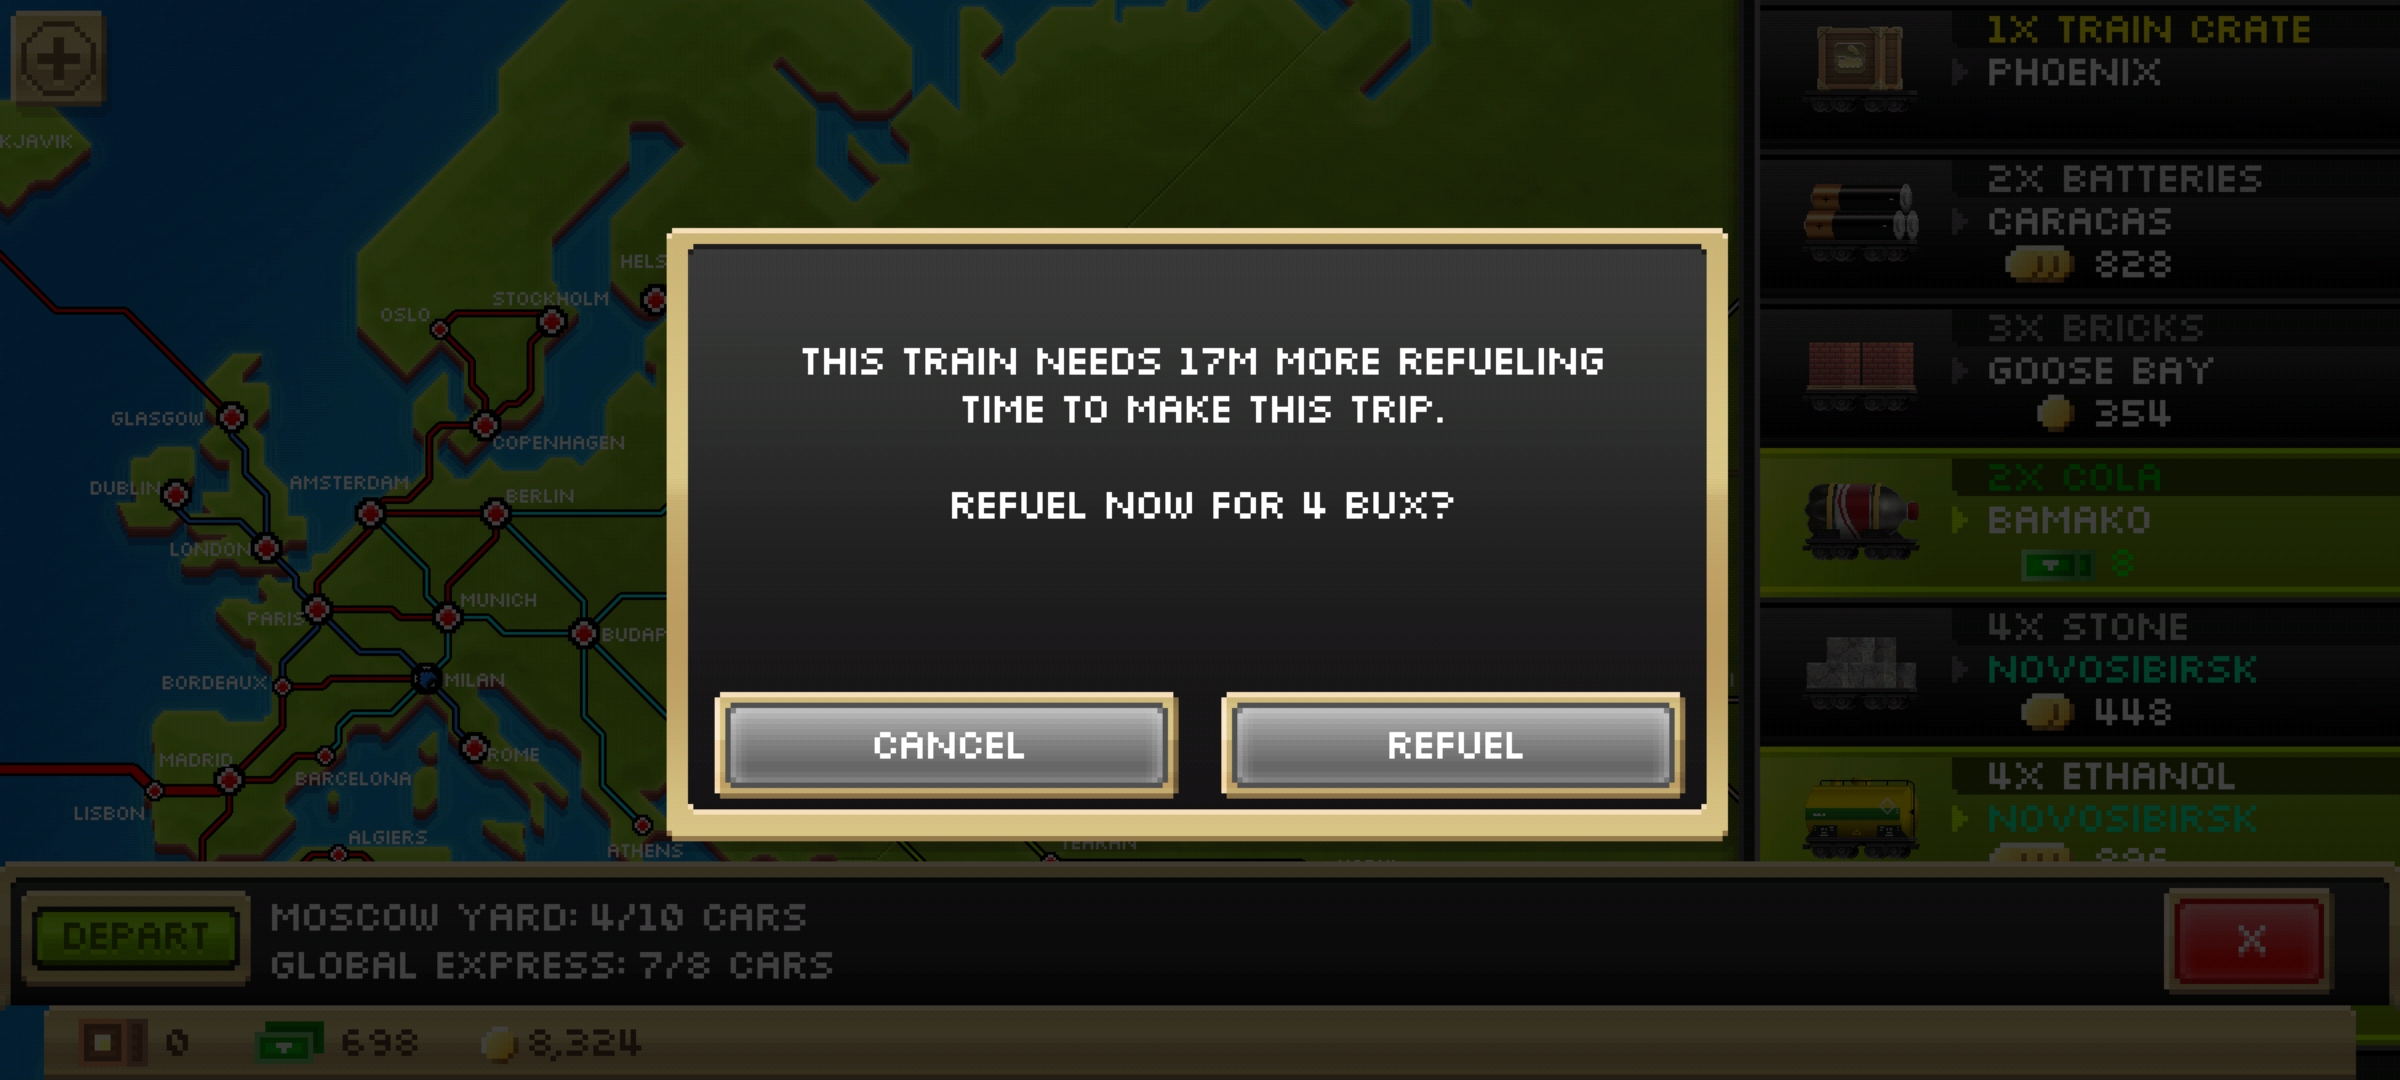 KJAVIK
OSLO
STOCKHOLM
HELS
GLASGOW
COPENHAGEN
DUBLIN
AMSTERDAM
BERLIN
LONDON
PARIS
MUNICH
BUDAP
BORDEAUX
MILAN
MADRID
BARCELONA
ROME
LISBON
ALGIERS
ATHENS
TEHRAN
THIS TRAIN NEEDS 17M MORE REFUELING
TIME TO MAKE THIS TRIP.
REFUEL NOW FOR 4 BUX?
CANCEL
REFUEL
1X TRAIN CRATE
PHOENIX
2X BATTERIES
CARACAS
828
3X BRICKS
GOOSE BAY
354
2X COLA
BAMAKO
8
4X STONE
NOVOSIBIRSK
448
4X ETHANOL
NOVOSIBIRSK
896
DEPART
MOSCOW YARD: 4/10 CARS
GLOBAL EXPRESS: 7/8 CARS
X
0
698
8,324